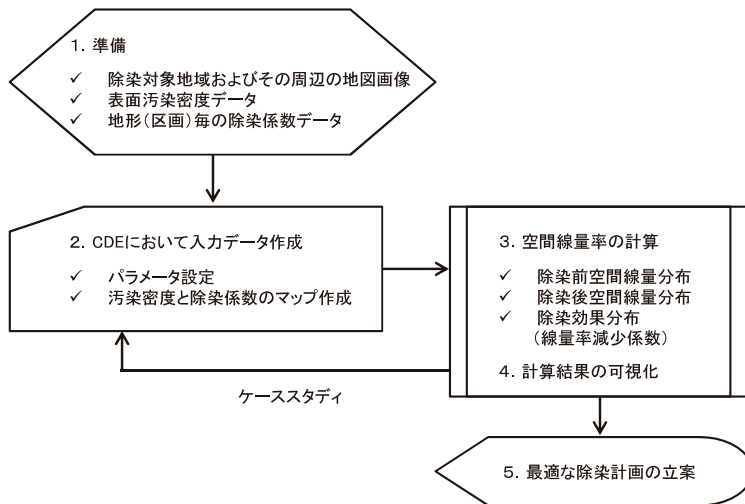 1. 準備
✓ 除染対象地域およびその周辺の地図画像
✓ 表面汚染密度データ
✓ 地形(区画)毎の除染係数データ
2. CDEにおいて入力データ作成
✓ パラメータ設定
✓ 汚染密度と除染係数のマップ作成
3. 空間線量率の計算
✓ 除染前空間線量分布
✓ 除染後空間線量分布
✓ 除染効果分布
(線量率減少係数)
4. 計算結果の可視化
ケーススタディ
5. 最適な除染計画の立案